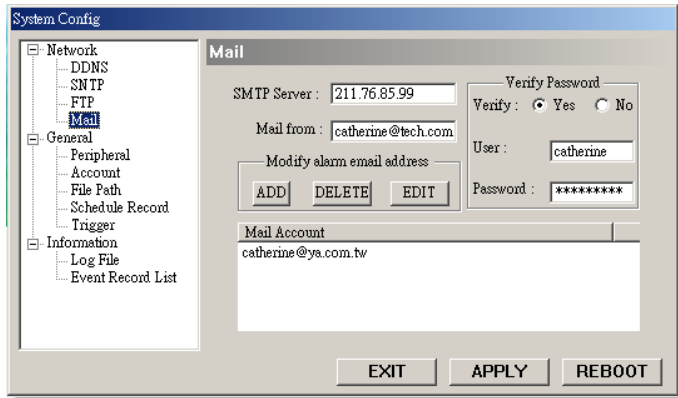 System Config
Network
DDNS
SNTP
FTP
Mail
General
Peripheral
Account
File Path
Schedule Record
Trigger
Information
Log File
Event Record List
Mail
SMTP Server : 211.76.85.99
Mail from : catherine@tech.com
Modify alarm email address
ADD DELETE EDIT
Verify Password
Verify : Yes No
User : catherine
Password : *********
Mail Account
catherine@ya.com.tw
EXIT APPLY REBOOT